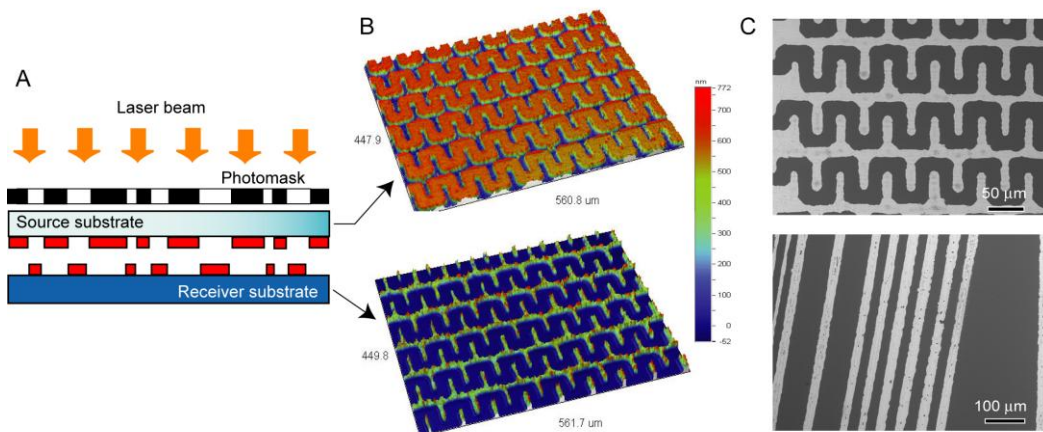 A
Laser beam
Photomask
Source substrate
Receiver substrate
B
447.9
560.8 um
449.8
561.7 um
nm
772
700
600
500
400
300
200
100
0
-52
C
50 μm
100 μm